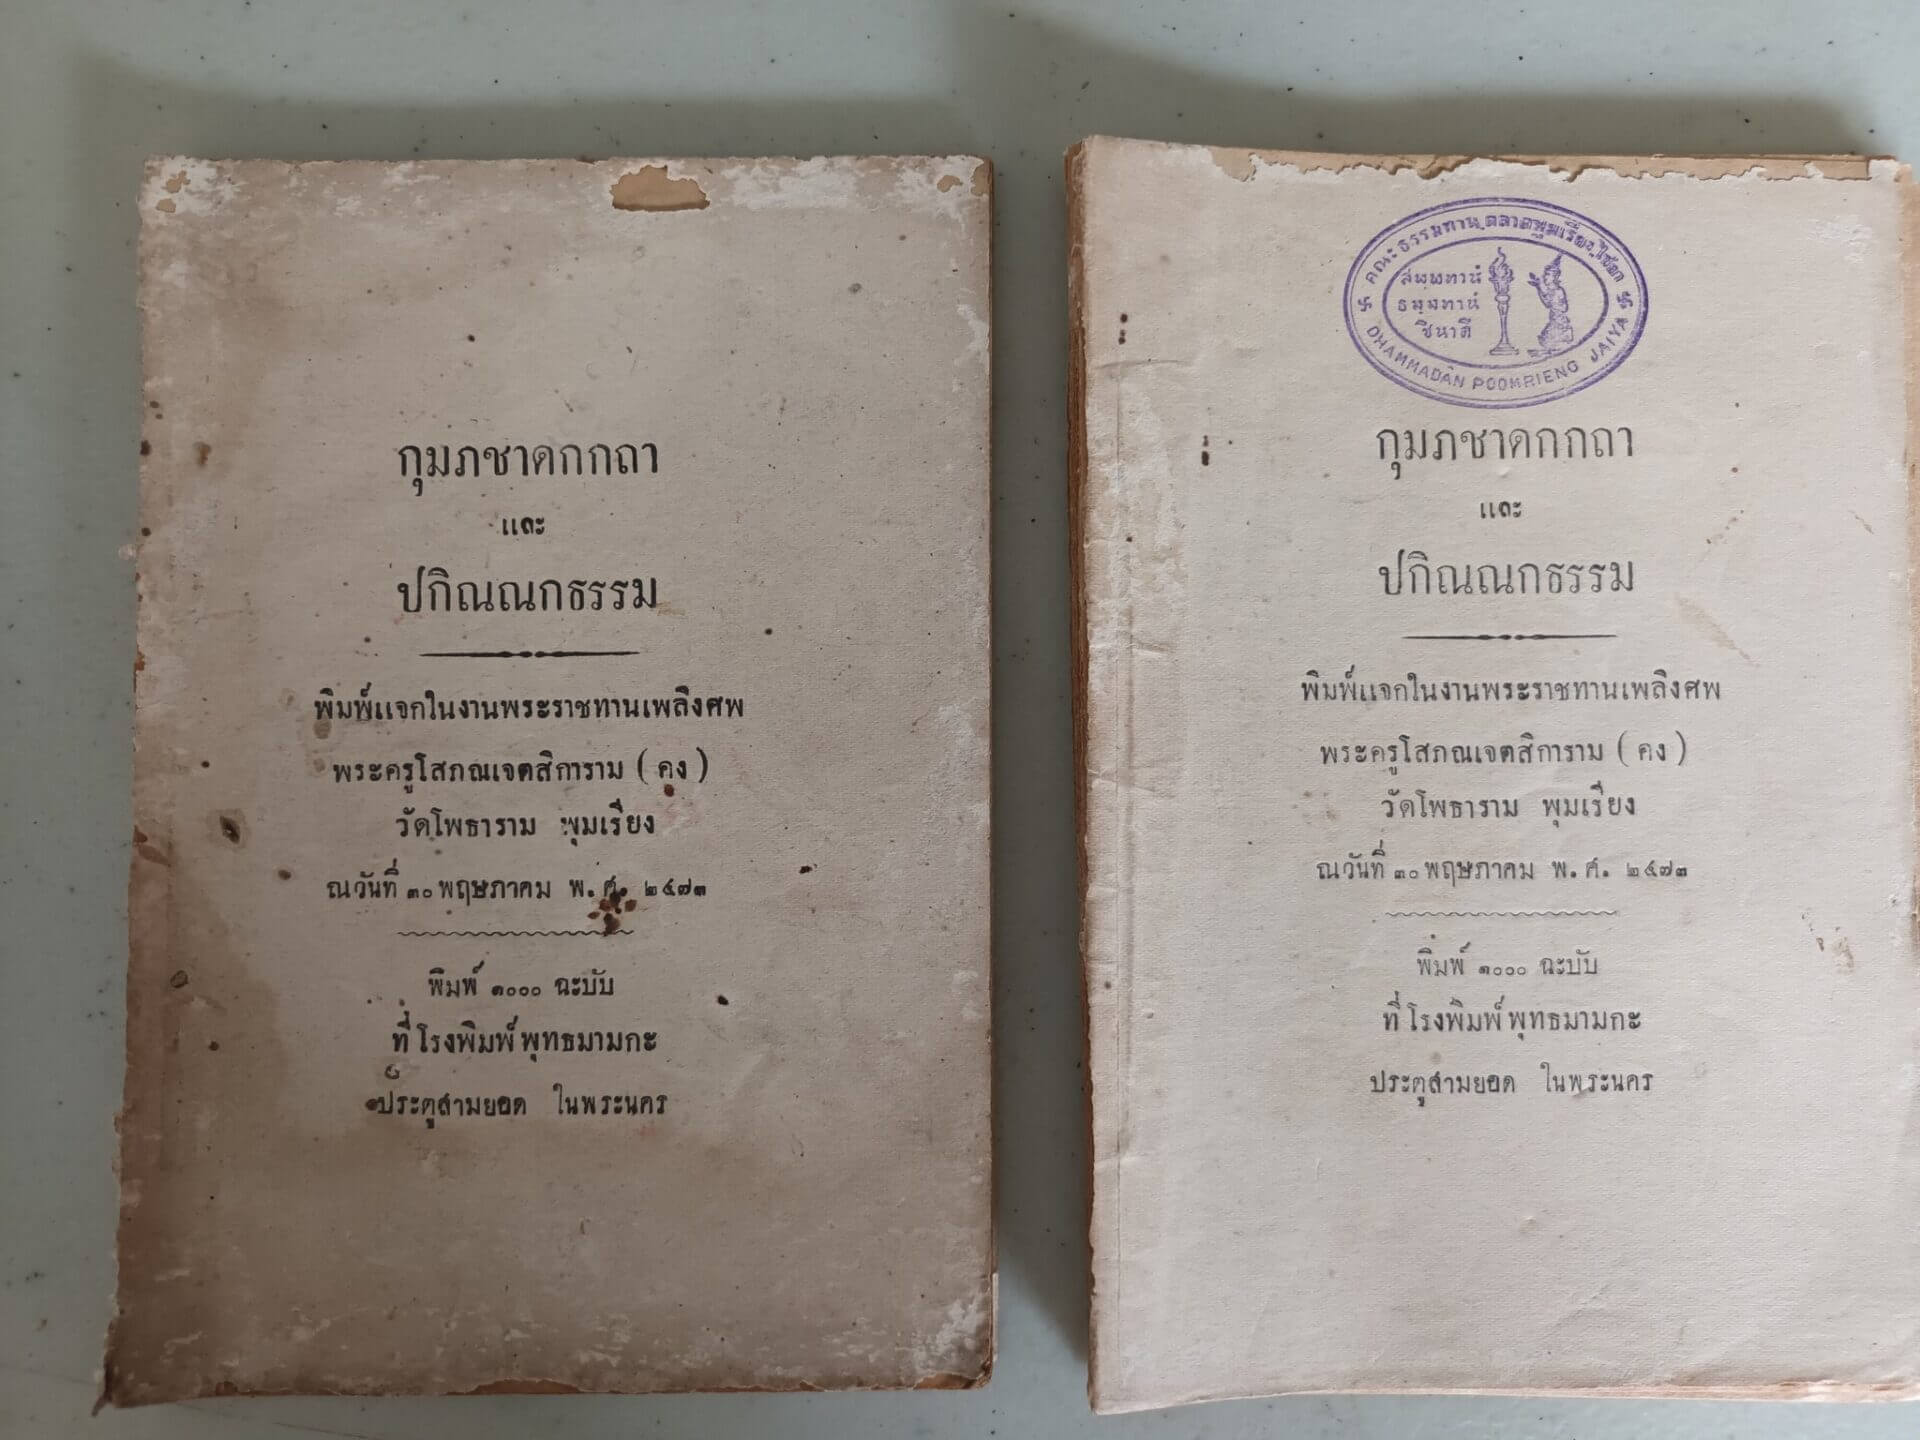 กุมภชาดกกถา
และ
ปกิณณกธรรม
พิมพ์แจกในงานพระราชทานเพลิงศพ
พระครูโสภณเจตสิการาม (คง)
วัดโพธาราม พุมเรียง
ณวันที่ ๓๐ พฤษภาคม พ.ศ. ๒๔๗๓
พิมพ์ ๑๐๐๐ ฉะบับ
ที่โรงพิมพ์พุทธมามกะ
ประตูสามยอด ในพระนคร
คณะธรรมทาน ตลาดพุมเรียง ไชยา
สพฺพทานํ
ธมฺมทานํ
ชินาติ
DHAMMADÂN POOMRIENG JAIYA
กุมภชาดกกถา
และ
ปกิณณกธรรม
พิมพ์แจกในงานพระราชทานเพลิงศพ
พระครูโสภณเจตสิการาม (คง)
วัดโพธาราม พุมเรียง
ณวันที่ ๓๐ พฤษภาคม พ.ศ. ๒๔๗๓
พิมพ์ ๑๐๐๐ ฉะบับ
ที่โรงพิมพ์พุทธมามกะ
ประตูสามยอด ในพระนคร